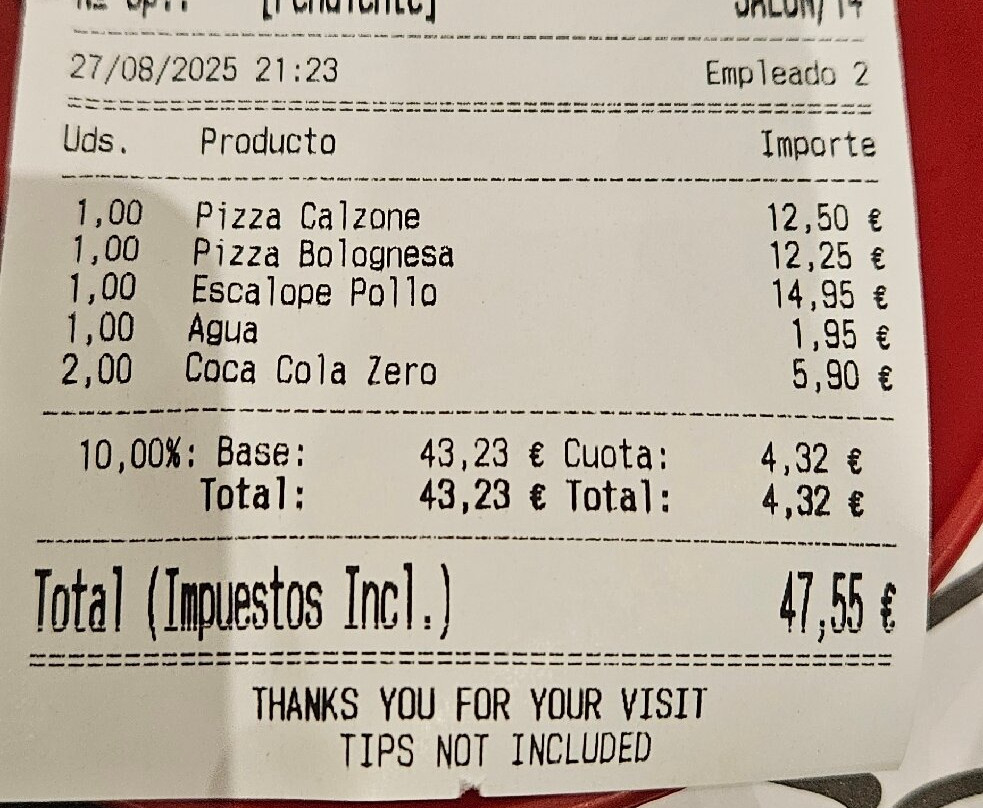 [Pendiente] SALON/ 14
27/08/2025 21:23 Empleado 2
Uds. Producto Importe
1,00 Pizza Calzone 12,50 €
1,00 Pizza Bolognesa 12,25 €
1,00 Escalope Pollo 14,95 €
1,00 Agua 1,95 €
2,00 Coca Cola Zero 5,90 €
10,00%: Base: 43,23 € Cuota: 4,32 €
Total: 43,23 € Total: 4,32 €
Total (Impuestos Incl.) 47,55 €
THANKS YOU FOR YOUR VISIT
TIPS NOT INCLUDED